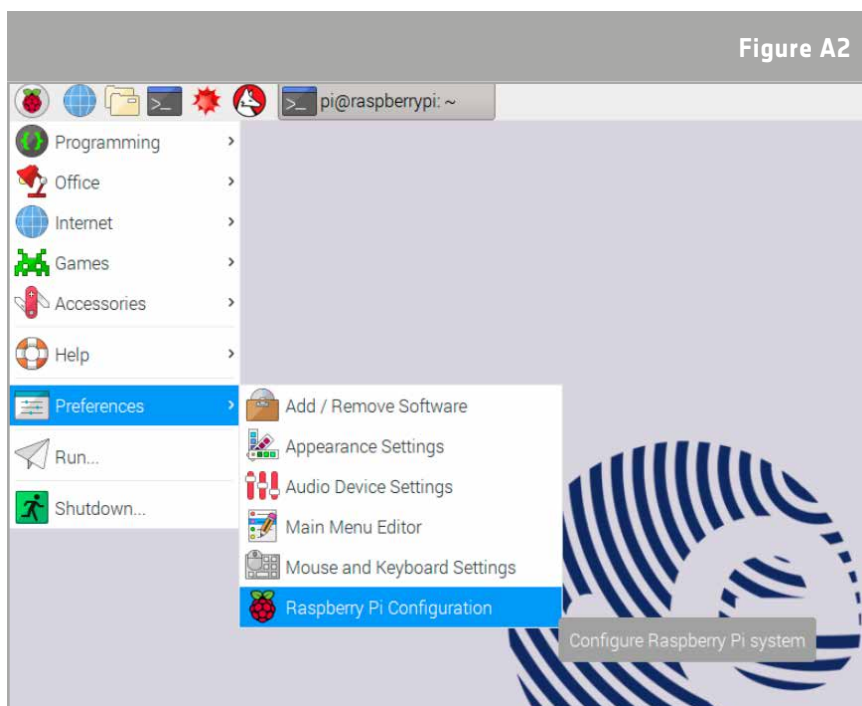 Figure A2
pi@raspberrypi: ~
Programming
Office
Internet
Games
Accessories
Help
Preferences
Run...
Shutdown...
Add / Remove Software
Appearance Settings
Audio Device Settings
Main Menu Editor
Mouse and Keyboard Settings
Raspberry Pi Configuration
Configure Raspberry Pi system